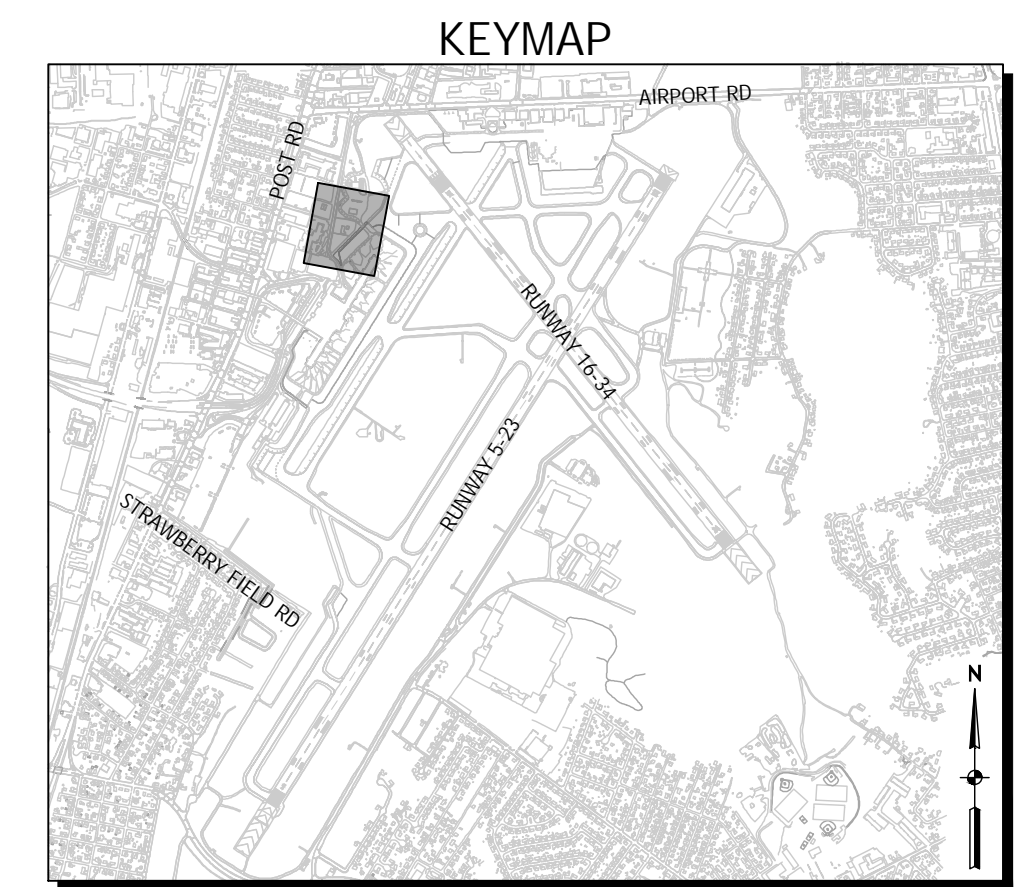 KEYMAP
AIRPORT RD
POST RD
RUNWAY 16-34
RUNWAY 5-23
STRAWBERRY FIELD RD
N